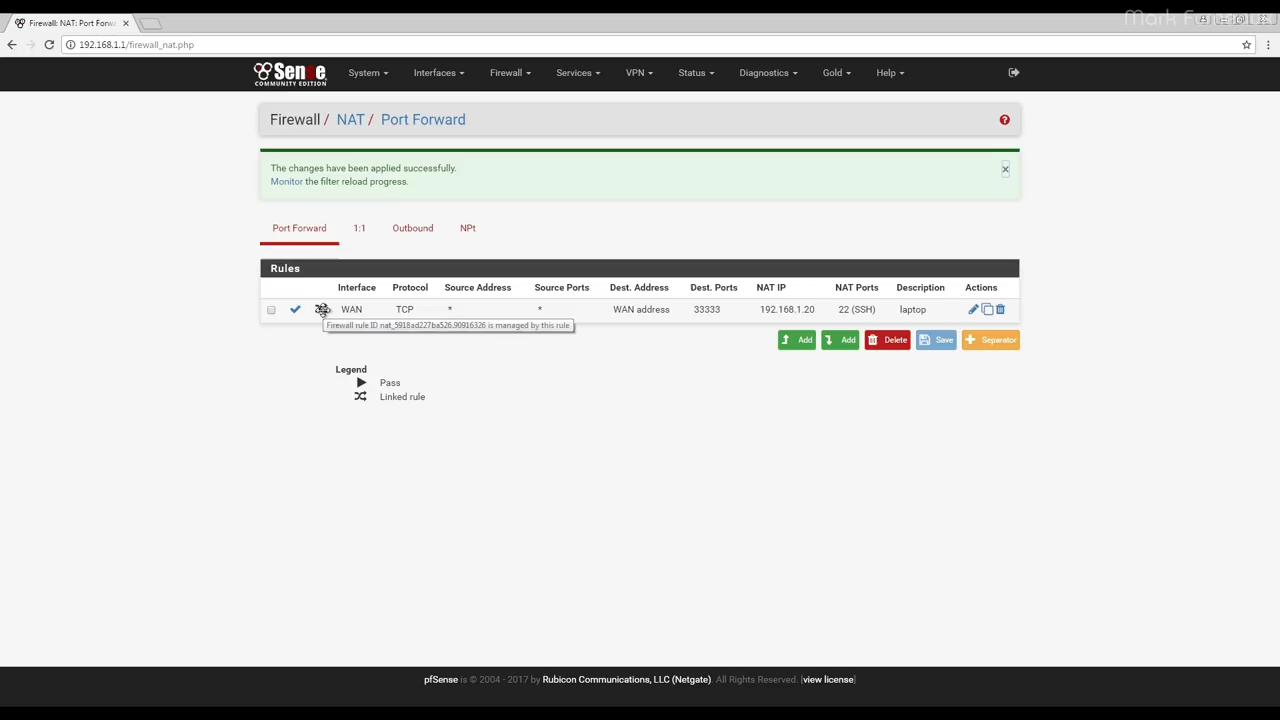 Firewall: NAT: Port Forw
192.168.1.1/firewall_nat.php
Sense
COMMUNITY EDITION
System
Interfaces
Firewall
Services
VPN
Status
Diagnostics
Gold
Help
Firewall / NAT / Port Forward
The changes have been applied successfully.
Monitor the filter reload progress.
Port Forward 1:1 Outbound NPt
Rules
Interface Protocol Source Address Source Ports Dest. Address Dest. Ports NAT IP NAT Ports Description Actions
WAN TCP * * WAN address 33333 192.168.1.20 22 (SSH) laptop
Firewall rule ID nat_5918ad227ba526.90916326 is managed by this rule
Add Add Delete Save Separator
Legend
Pass
Linked rule
pfSense is © 2004 - 2017 by Rubicon Communications, LLC (Netgate). All Rights Reserved. [view license]